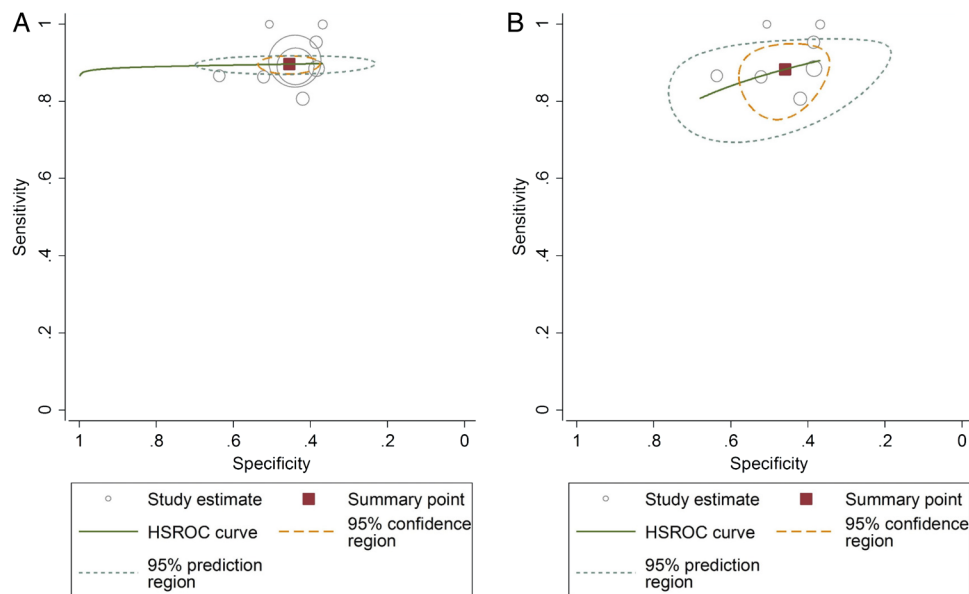 A
1
.8
.6
.4
.2
0
Sensitivity
1 .8 .6 .4 .2 0
Specificity
Study estimate
Summary point
HSROC curve
95% confidence
region
95% prediction
region
B
1
.8
.6
.4
.2
0
Sensitivity
1 .8 .6 .4 .2 0
Specificity
Study estimate
Summary point
HSROC curve
95% confidence
region
95% prediction
region